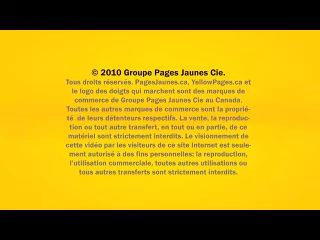 © 2010 Groupe Pages Jaunes Cie.
Tous droits réservés. PagesJaunes.ca, YellowPages.ca et
le logo des doigts qui marchent sont des marques de
commerce de Groupe Pages Jaunes Cie au Canada.
Toutes les autres marques de commerce sont la proprié-
té de leurs détenteurs respectifs. La vente, la reproduc-
tion ou tout autre transfert, en tout ou en partie, de ce
matériel sont strictement interdits. Le visionnement de
cette vidéo par les visiteurs de ce site Internet est seule-
ment autorisé à des fins personnelles; la reproduction,
l'utilisation commerciale, toutes autres utilisations ou
tous autres transferts sont strictement interdits.